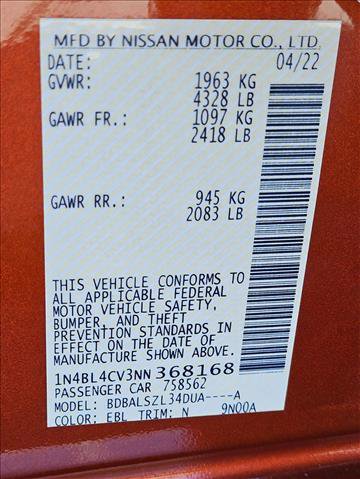 MFD BY NISSAN MOTOR CO., LTD.
DATE: 04/22
GVWR: 1963 KG
4328 LB
GAWR FR.: 1097 KG
2418 LB
GAWR RR.: 945 KG
2083 LB
THIS VEHICLE CONFORMS TO
ALL APPLICABLE FEDERAL
MOTOR VEHICLE SAFETY,
BUMPER, AND THEFT
PREVENTION STANDARDS IN
EFFECT ON THE DATE OF
MANUFACTURE SHOWN ABOVE.
1N4BL4CV3NN368168
PASSENGER CAR 758562
MODEL: BDBALSZL34DUA----A
COLOR: EBL TRIM: N 9N00A